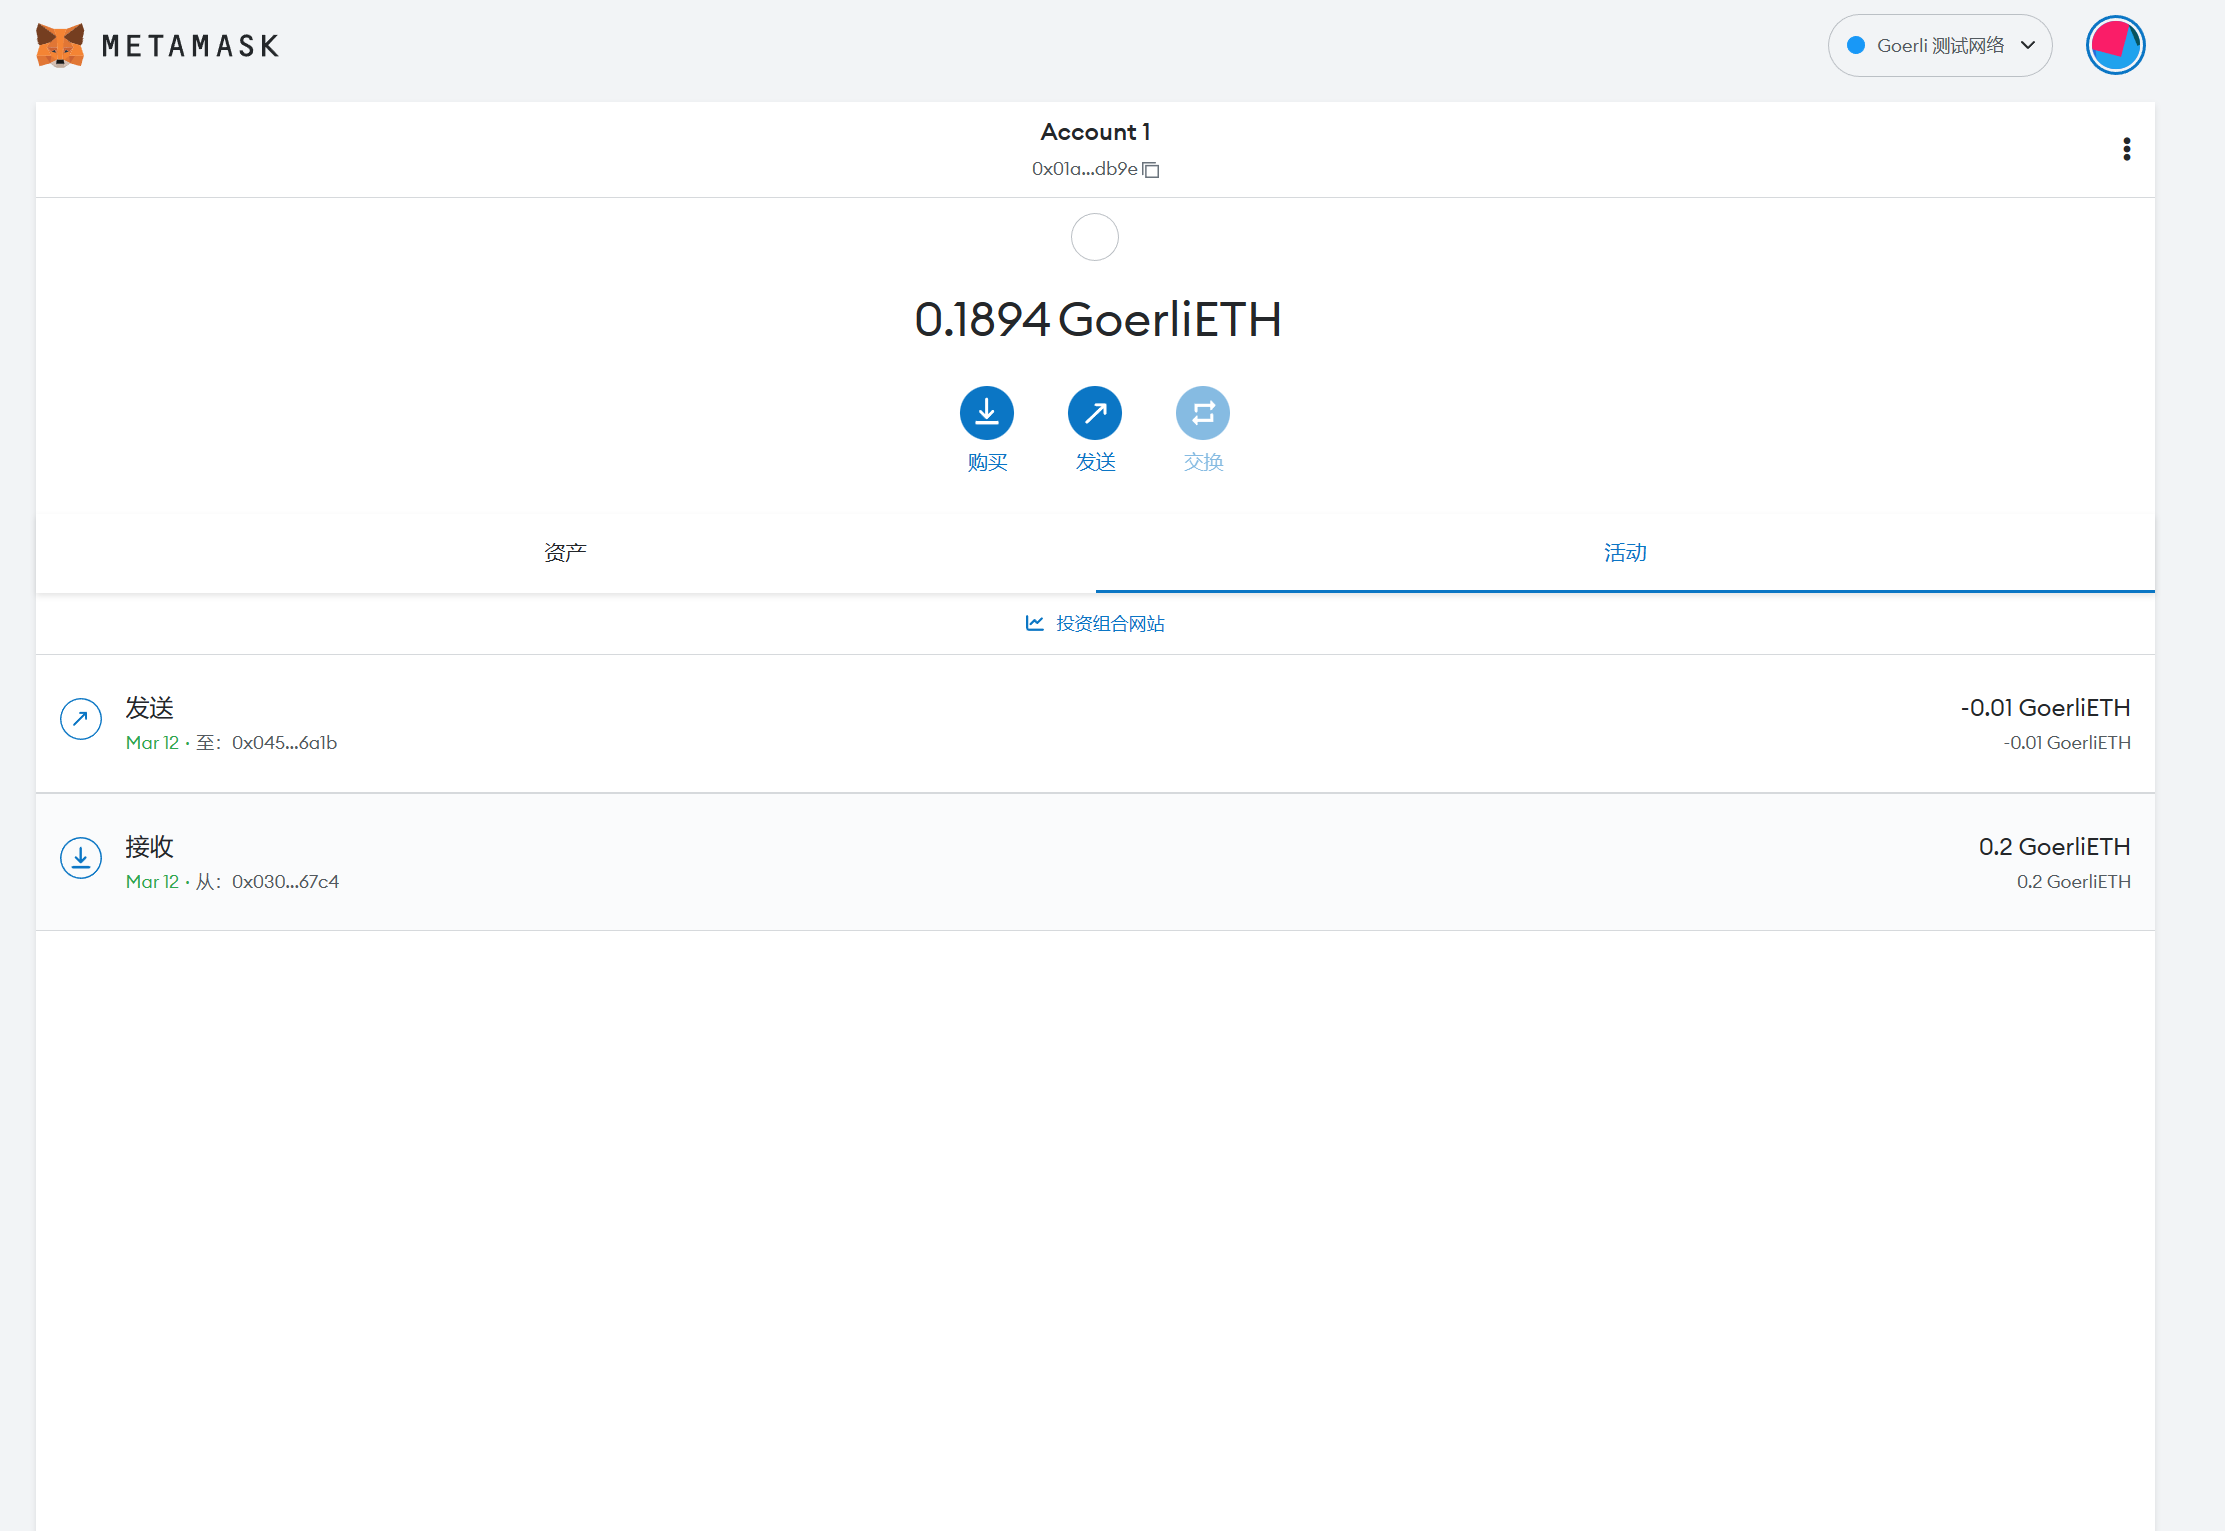 METAMASK
Goerli 测试网络
Account 1
0x01a...db9e
0.1894 GoerliETH
购买
发送
交换
资产
活动
投资组合网站
发送
-0.01 GoerliETH
Mar 12 · 至：0x045...6a1b
-0.01 GoerliETH
接收
0.2 GoerliETH
Mar 12 · 从：0x030...67c4
0.2 GoerliETH